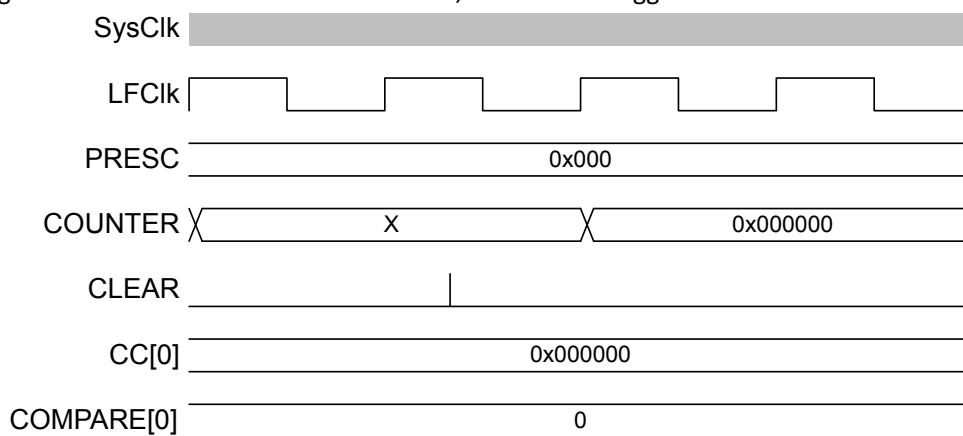 SysClk
LFClk
PRESC 0x000
COUNTER X 0x000000
CLEAR
CC[0] 0x000000
COMPARE[0] 0